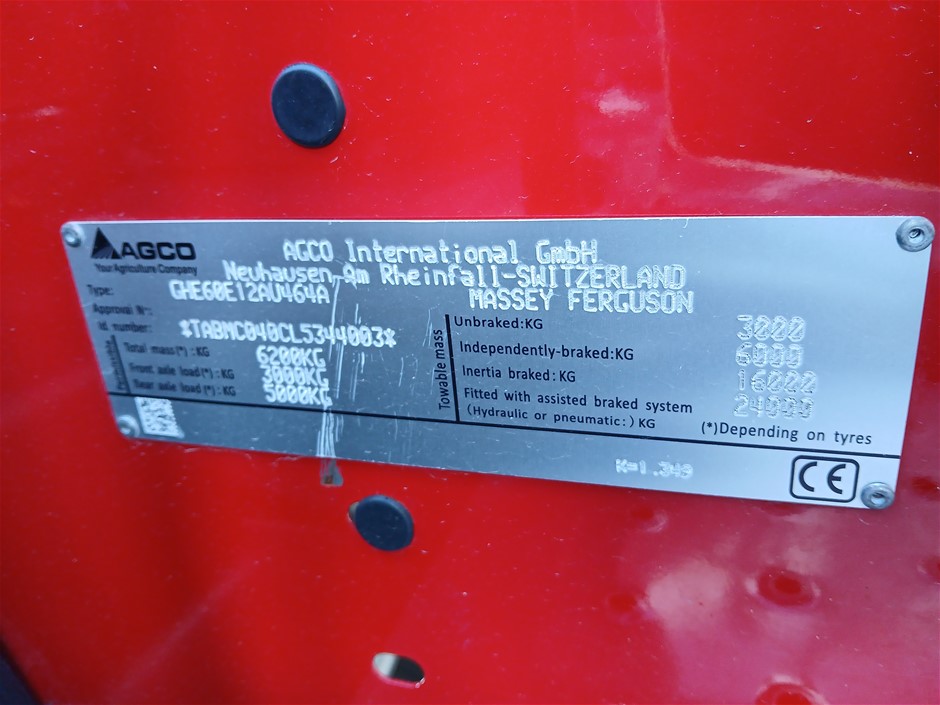 AGCO
Your Agriculture Company
AGCO International GmbH
Neuhausen Am Rheinfall-SWITZERLAND
MASSEY FERGUSON
Type:
Approval N°:
Id number: *TABMC040CL5344003*
Permissible
Total mass(*) : KG 6200KG
Front axle load(*) : KG 3000KG
Rear axle load (*) : KG 5000KG
Towable mass
Unbraked:KG 3000
Independently-braked:KG 6000
Inertia braked: KG 16000
Fitted with assisted braked system 24000
(Hydraulic or pneumatic: ) KG
(*)Depending on tyres
K=1.349
CE